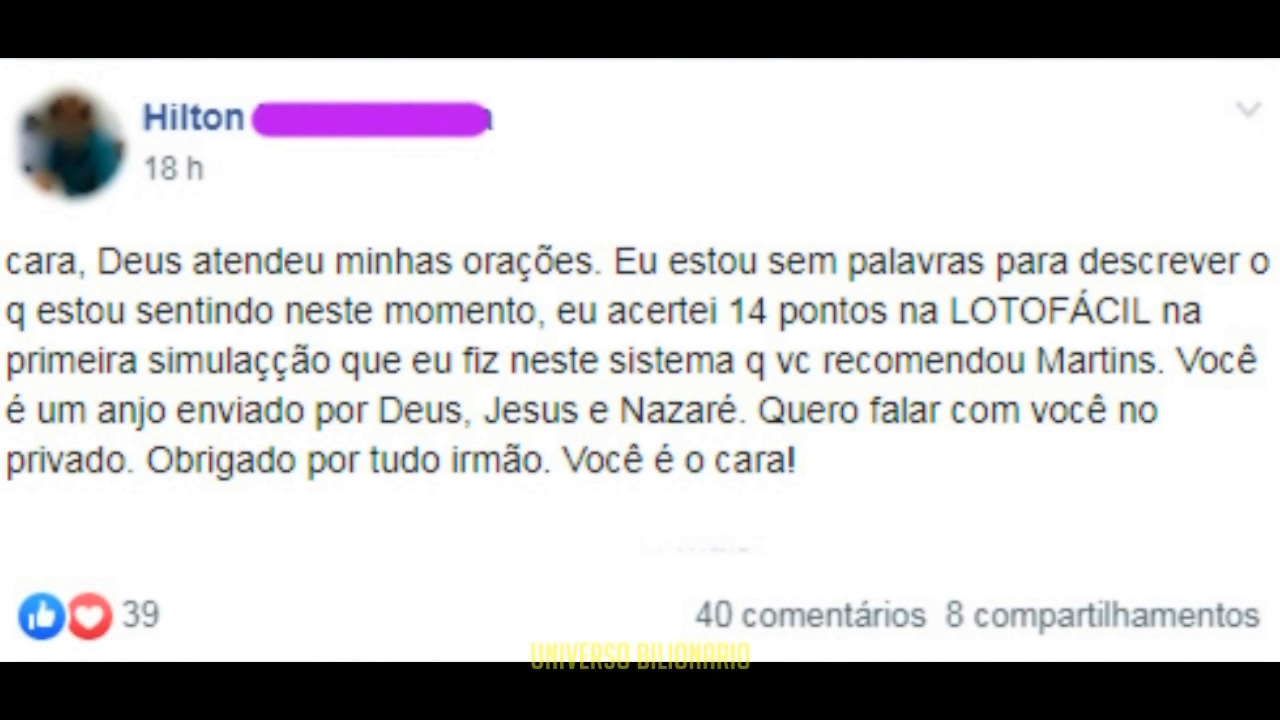 Hilton
18 h
cara, Deus atendeu minhas orações. Eu estou sem palavras para descrever o
q estou sentindo neste momento, eu acertei 14 pontos na LOTOFÁCIL na
primeira simulaçção que eu fiz neste sistema q vc recomendou Martins. Você
é um anjo enviado por Deus, Jesus e Nazaré. Quero falar com você no
privado. Obrigado por tudo irmão. Você é o cara!
39
40 comentários 8 compartilhamentos
UNIVERSO BILIONARIO